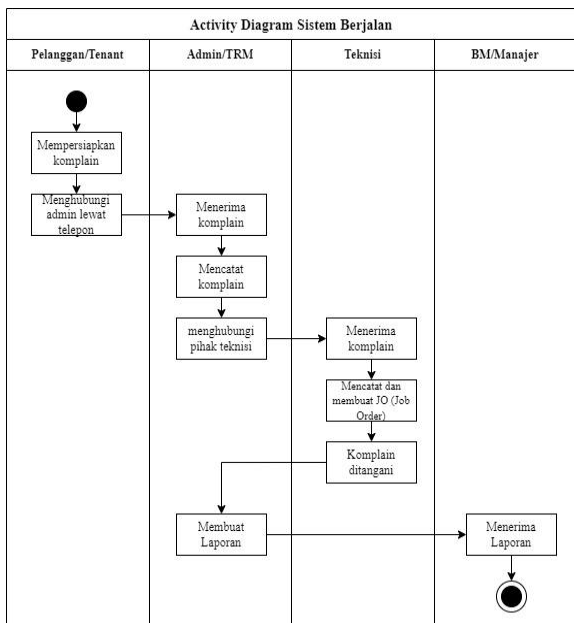 Activity Diagram Sistem Berjalan
Pelanggan/Tenant
Admin/TRM
Teknisi
BM/Manajer
Mempersiapkan
komplain
Menghubungi
admin lewat
telepon
Menerima
komplain
Mencatat
komplain
menghubungi
pihak teknisi
Menerima
komplain
Mencatat dan
membuat JO (Job
Order)
Komplain
ditangani
Membuat
Laporan
Menerima
Laporan